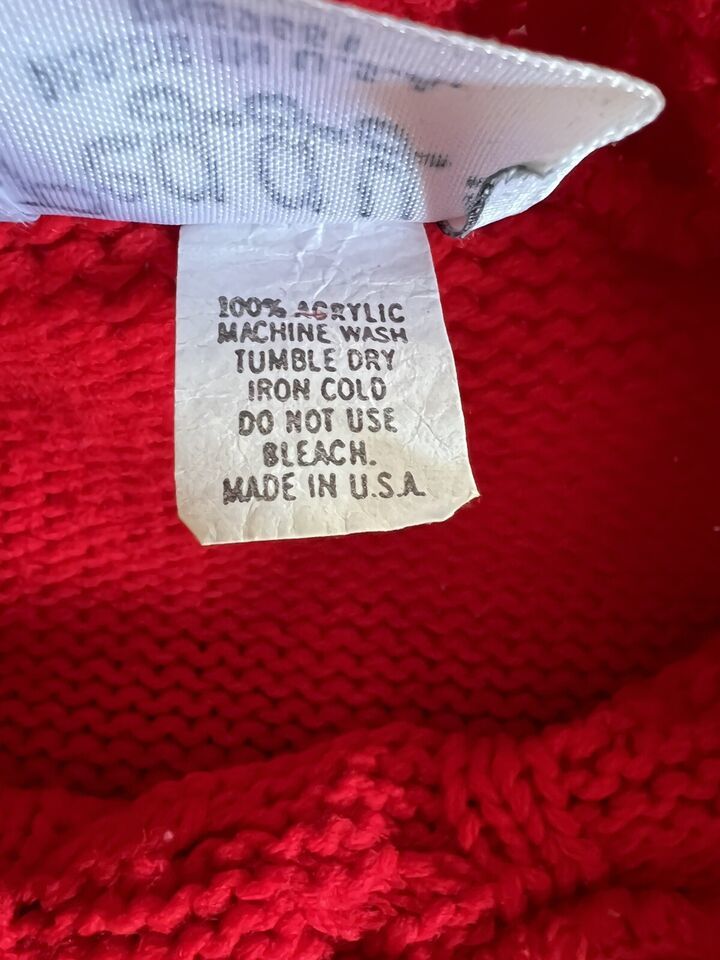 100% ACRYLIC
MACHINE WASH
TUMBLE DRY
IRON COLD
DO NOT USE
BLEACH.
MADE IN U.S.A.